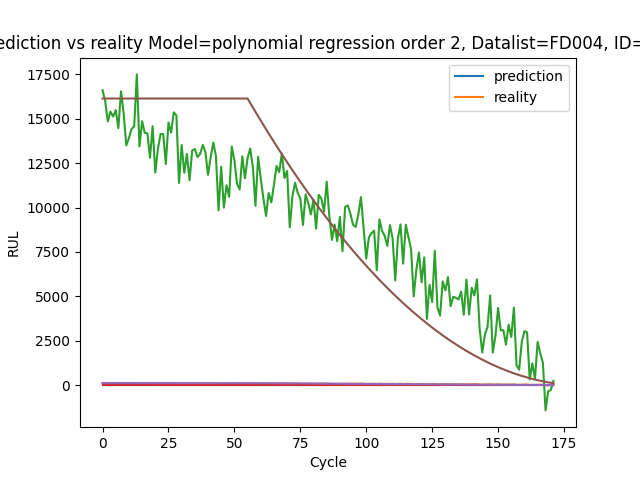 ediction vs reality Model=polynomial regression order 2, Datalist=FD004, ID=
prediction
reality
RUL
17500
15000
12500
10000
7500
5000
2500
0
0 25 50 75 100 125 150 175
Cycle